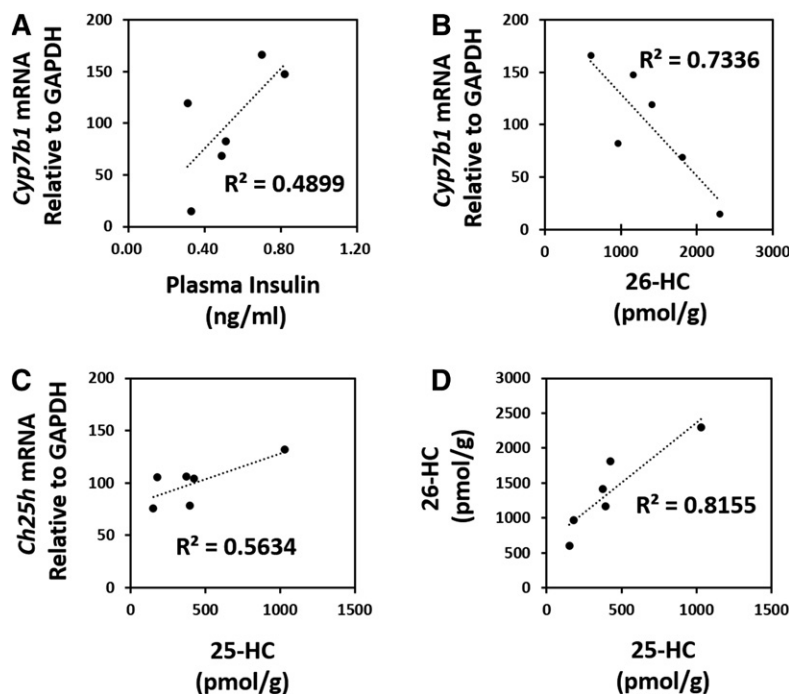 A
Cyp7b1 mRNA
Relative to GAPDH
200
150
100
50
0
R² = 0.4899
0.00 0.40 0.80 1.20
Plasma Insulin
(ng/ml)
B
Cyp7b1 mRNA
Relative to GAPDH
200
150
100
50
0
R² = 0.7336
0 1000 2000 3000
26-HC
(pmol/g)
C
Ch25h mRNA
Relative to GAPDH
200
150
100
50
0
R² = 0.5634
0 500 1000 1500
25-HC
(pmol/g)
D
26-HC
(pmol/g)
3000
2500
2000
1500
1000
500
0
R² = 0.8155
0 500 1000 1500
25-HC
(pmol/g)